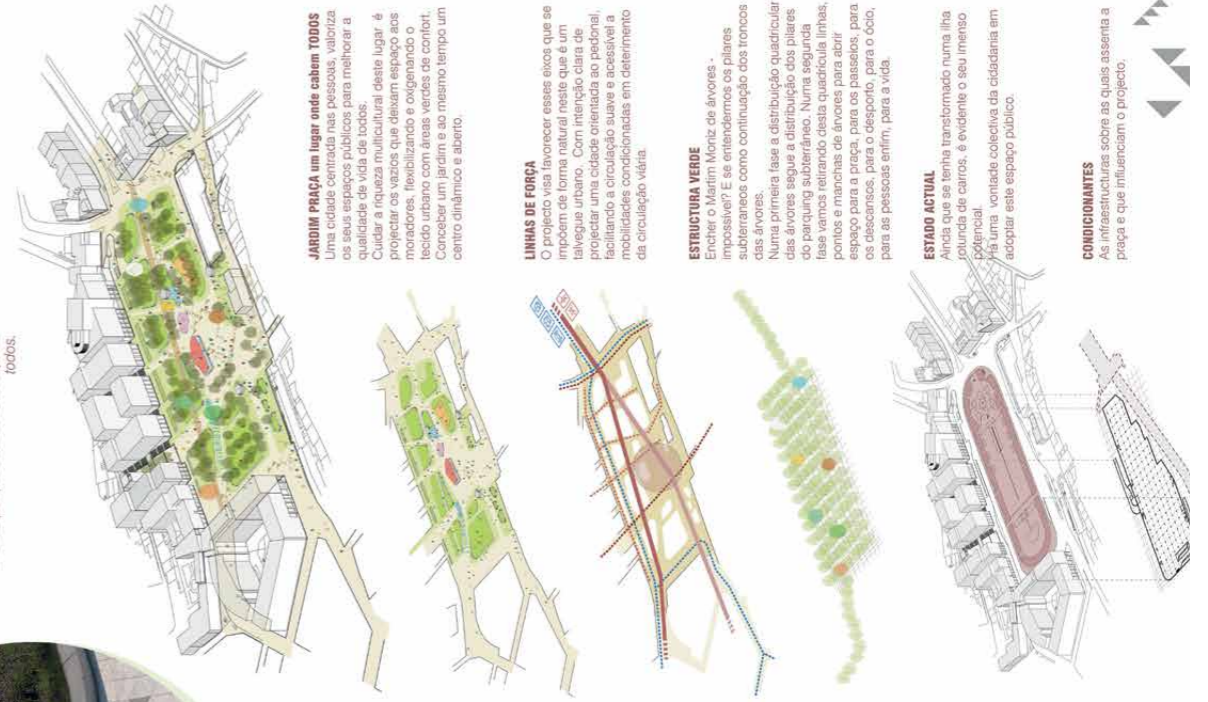 todos.
JARDIM PRAÇA um lugar onde cabem TODOS
Uma cidade centrada nas pessoas, valoriza
os seus espaços públicos para melhorar a
qualidade de vida de todos.
Cuidar a riqueza multicultural deste lugar é
projectar os vazios que deixam espaço aos
moradores, flexibilizando e oxigenando o
tecido urbano com àreas verdes de confort.
Conceber um jardim e ao mesmo tempo um
centro dinâmico e aberto.
LINHAS DE FORÇA
O projecto visa favorecer esses eixos que se
impõem de forma natural neste que é um
talvegue urbano. Com intenção clara de
projectar uma cidade orientada ao pedonal,
facilitando a circulação suave e acessível a
mobilidades condicionadas em deterimento
da circulação viária.
ESTRUCTURA VERDE
Encher o Martim Moniz de árvores -
impossível? E se entendermos os pilares
subterraneos como continuação dos troncos
das árvores.
Numa primeira fase a distribuição quadricular
das árvores segue a distribuição dos pilares
do parquing subterrâneo. Numa segunda
fase vamos retirando desta quadrícula linhas,
pontos e manchas de árvores para abrir
espaço para a praça, para os passeios, para
os descansos, para o desporto, para o ócio,
para as pessoas enfim, para a vida.
ESTADO ACTUAL
Ainda que se tenha transformado numa ilha
rotunda de carros, é evidente o seu imenso
potencial.
Há uma vontade colectiva da cidadania em
adoptar este espaço público.
CONDICIONANTES
As infraestructuras sobre as quais assenta a
praça e que influenciam o projecto.